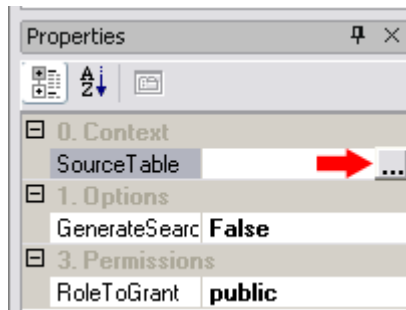 Properties
A
Z
0. Context
SourceTable ...
1. Options
GenerateSearc False
3. Permissions
RoleToGrant public